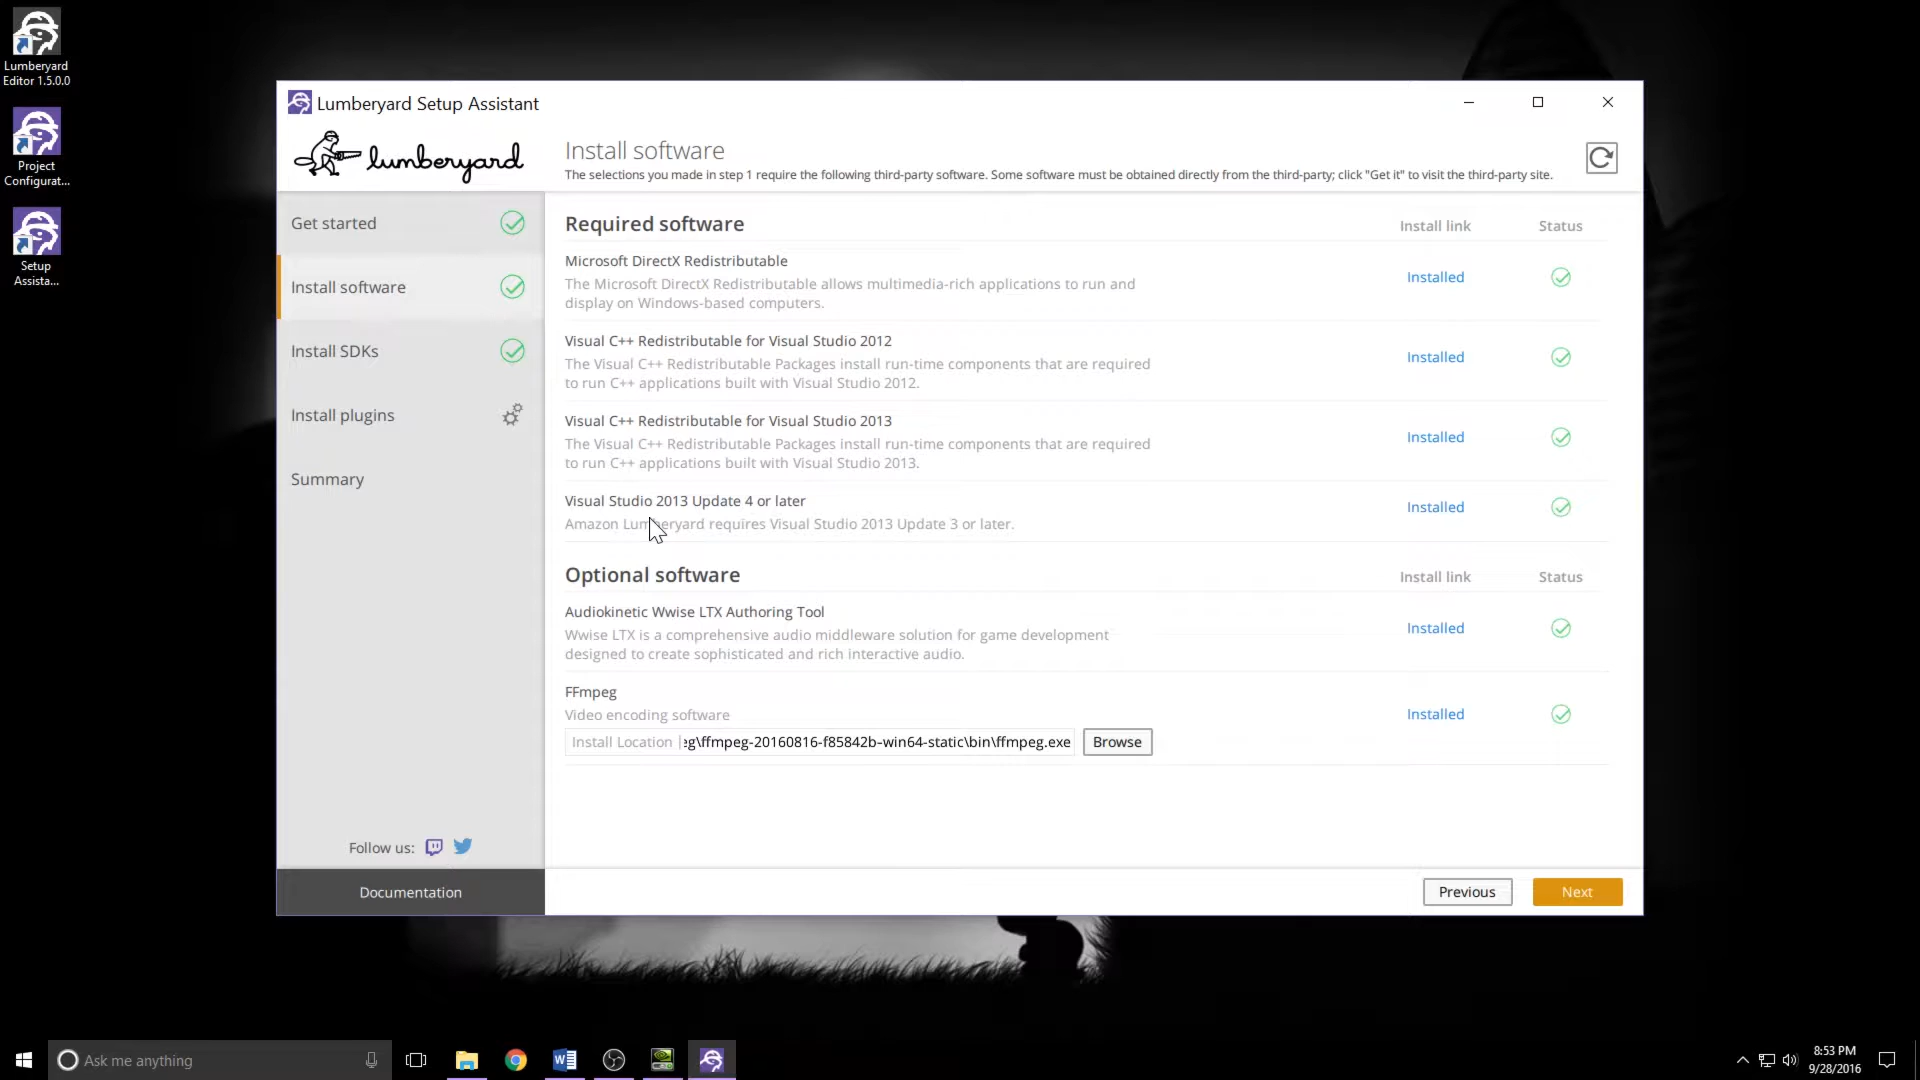 Lumberyard
Editor 1.5.0.0
Project
Configurat...
Setup
Assista...
Lumberyard Setup Assistant
lumberyard
Install software
The selections you made in step 1 require the following third-party software. Some software must be obtained directly from the third-party; click "Get it" to visit the third-party site.
Get started
Install software
Install SDKs
Install plugins
Summary
Follow us:
Documentation
Required software
Install link
Status
Microsoft DirectX Redistributable
The Microsoft DirectX Redistributable allows multimedia-rich applications to run and
display on Windows-based computers.
Installed
Visual C++ Redistributable for Visual Studio 2012
The Visual C++ Redistributable Packages install run-time components that are required
to run C++ applications built with Visual Studio 2012.
Installed
Visual C++ Redistributable for Visual Studio 2013
The Visual C++ Redistributable Packages install run-time components that are required
to run C++ applications built with Visual Studio 2013.
Installed
Visual Studio 2013 Update 4 or later
Amazon Lumberyard requires Visual Studio 2013 Update 3 or later.
Installed
Optional software
Install link
Status
Audiokinetic Wwise LTX Authoring Tool
Wwise LTX is a comprehensive audio middleware solution for game development
designed to create sophisticated and rich interactive audio.
Installed
FFmpeg
Video encoding software
Installed
Install Location eg\ffmpeg-20160816-f85842b-win64-static\bin\ffmpeg.exe
Browse
Previous
Next
Ask me anything
8:53 PM
9/28/2016